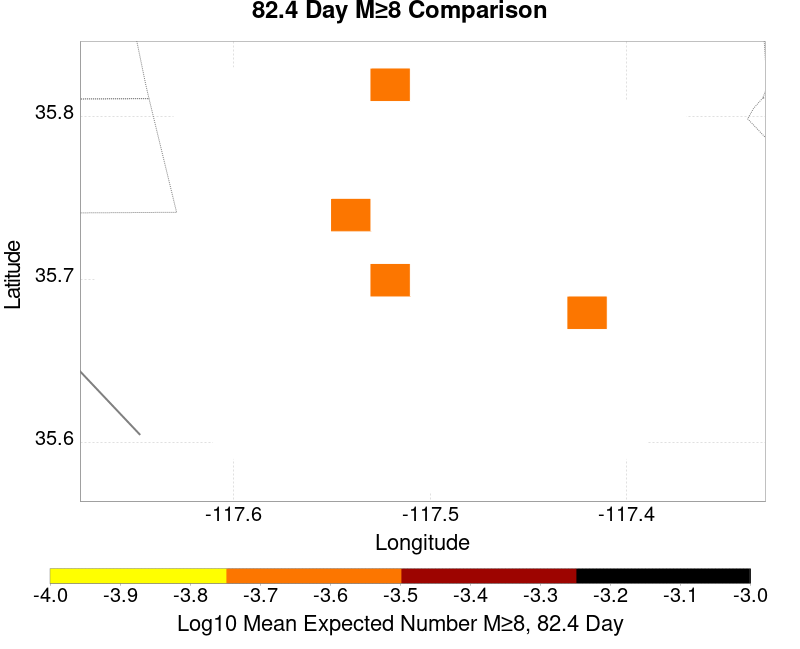 82.4 Day M≥8 Comparison
35.8
35.7
35.6
Latitude
-117.6 -117.5 -117.4
Longitude
-4.0 -3.9 -3.8 -3.7 -3.6 -3.5 -3.4 -3.3 -3.2 -3.1 -3.0
Log10 Mean Expected Number M≥8, 82.4 Day